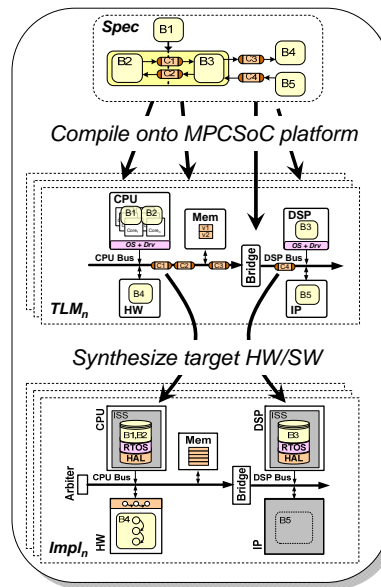 Spec
B1
B2
C1
C2
B3
C3
C4
B4
B5
Compile onto MPCSoC platform
CPU
B1 B2
OS + Drv
Mem
v1
v2
DSP
B3
OS + Drv
CPU Bus
C1 C2 C3
Bridge
DSP Bus
C4
B4
HW
B5
IP
TLMn
Synthesize target HW/SW
CPU
ISS
B1,B2
RTOS
HAL
Mem
DSP
ISS
B3
RTOS
HAL
Arbiter
CPU Bus
Bridge
DSP Bus
HW
B4
IP
B5
Impln